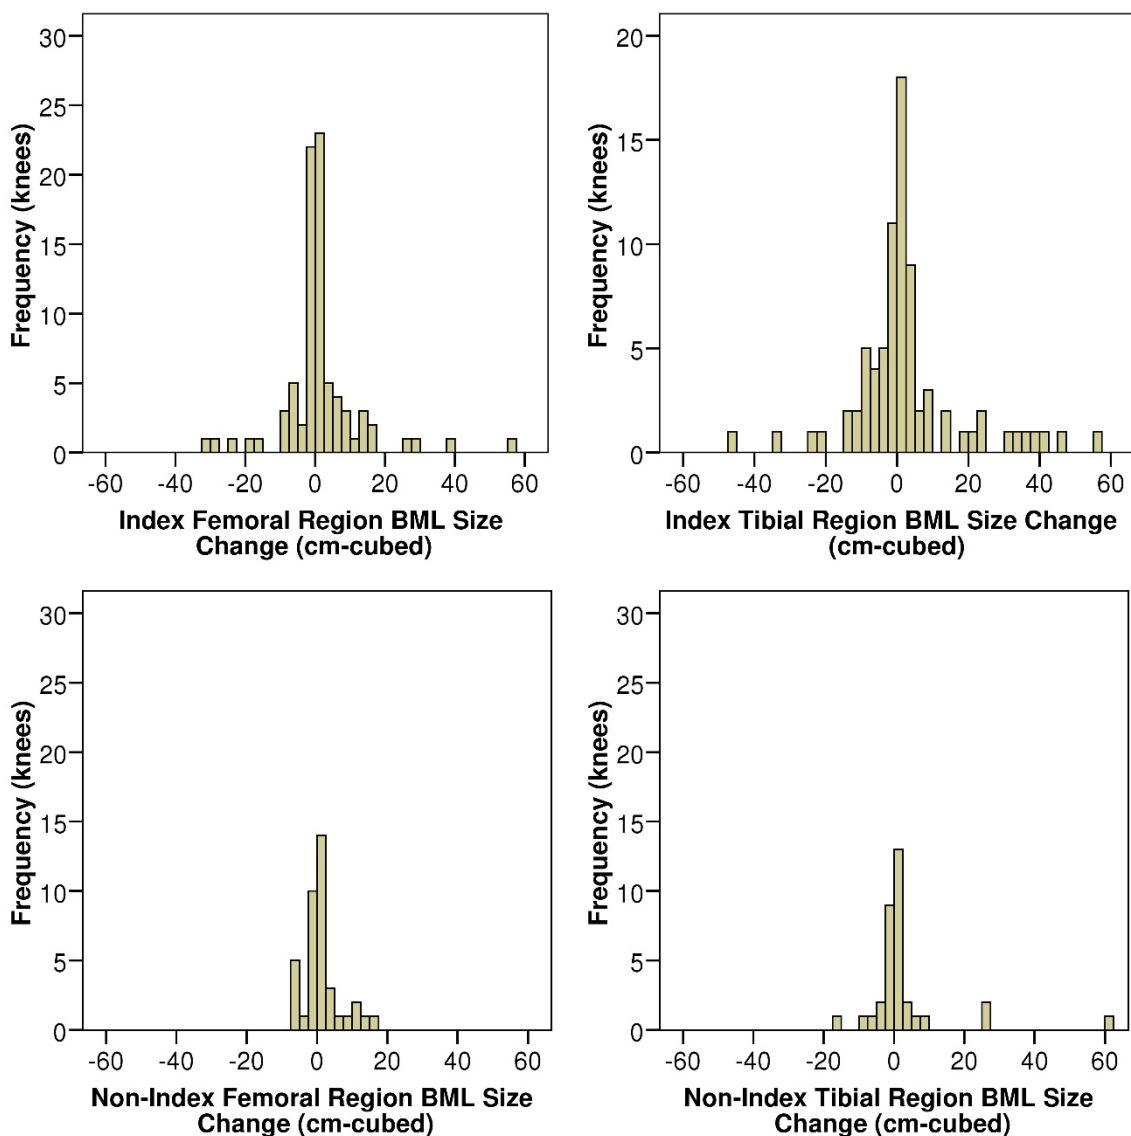 30
25
20
15
10
5
0
Frequency (knees)
-60 -40 -20 0 20 40 60
Index Femoral Region BML Size
Change (cm-cubed)
20
15
10
5
0
Frequency (knees)
-60 -40 -20 0 20 40 60
Index Tibial Region BML Size Change
(cm-cubed)
30
25
20
15
10
5
0
Frequency (knees)
-60 -40 -20 0 20 40 60
Non-Index Femoral Region BML Size
Change (cm-cubed)
30
25
20
15
10
5
0
Frequency (knees)
-60 -40 -20 0 20 40 60
Non-Index Tibial Region BML Size
Change (cm-cubed)